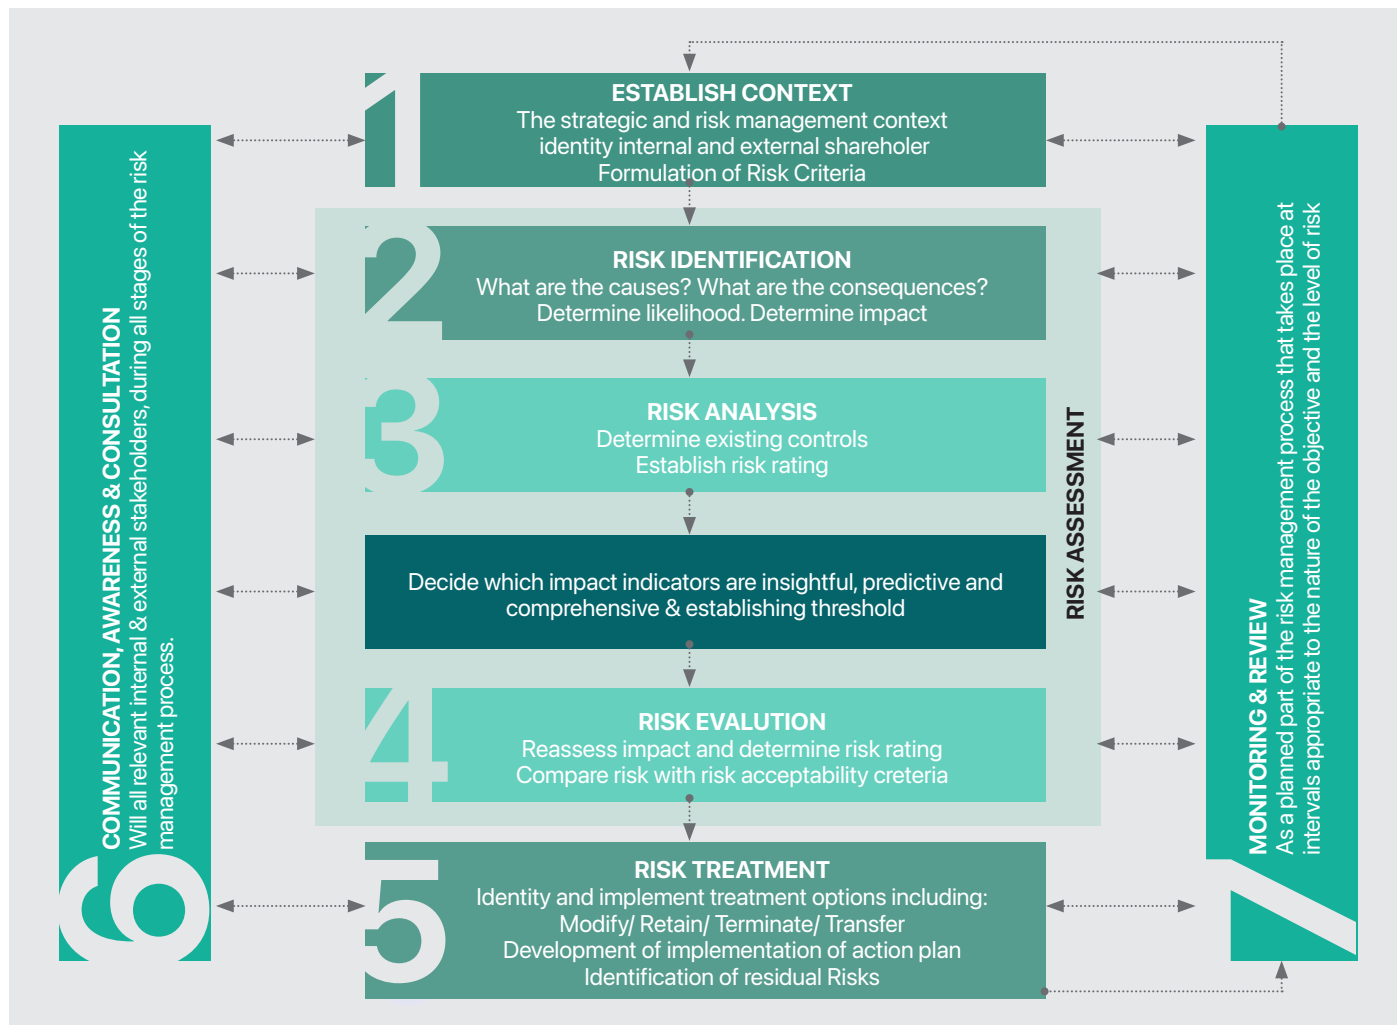 1
ESTABLISH CONTEXT
The strategic and risk management context
identity internal and external shareholer
Formulation of Risk Criteria
2
RISK IDENTIFICATION
What are the causes? What are the consequences?
Determine likelihood. Determine impact
3
RISK ANALYSIS
Determine existing controls
Establish risk rating
Decide which impact indicators are insightful, predictive and
comprehensive & establishing threshold
4
RISK EVALUTION
Reassess impact and determine risk rating
Compare risk with risk acceptability creteria
RISK ASSESSMENT
5
RISK TREATMENT
Identity and implement treatment options including:
Modify/ Retain/ Terminate/ Transfer
Development of implementation of action plan
Identification of residual Risks
6
COMMUNICATION, AWARENESS & CONSULTATION
Will all relevant internal & external stakeholders, during all stages of the risk
management process.
7
MONITORING & REVIEW
As a planned part of the risk management process that takes place at
intervals appropriate to the nature of the objective and the level of risk